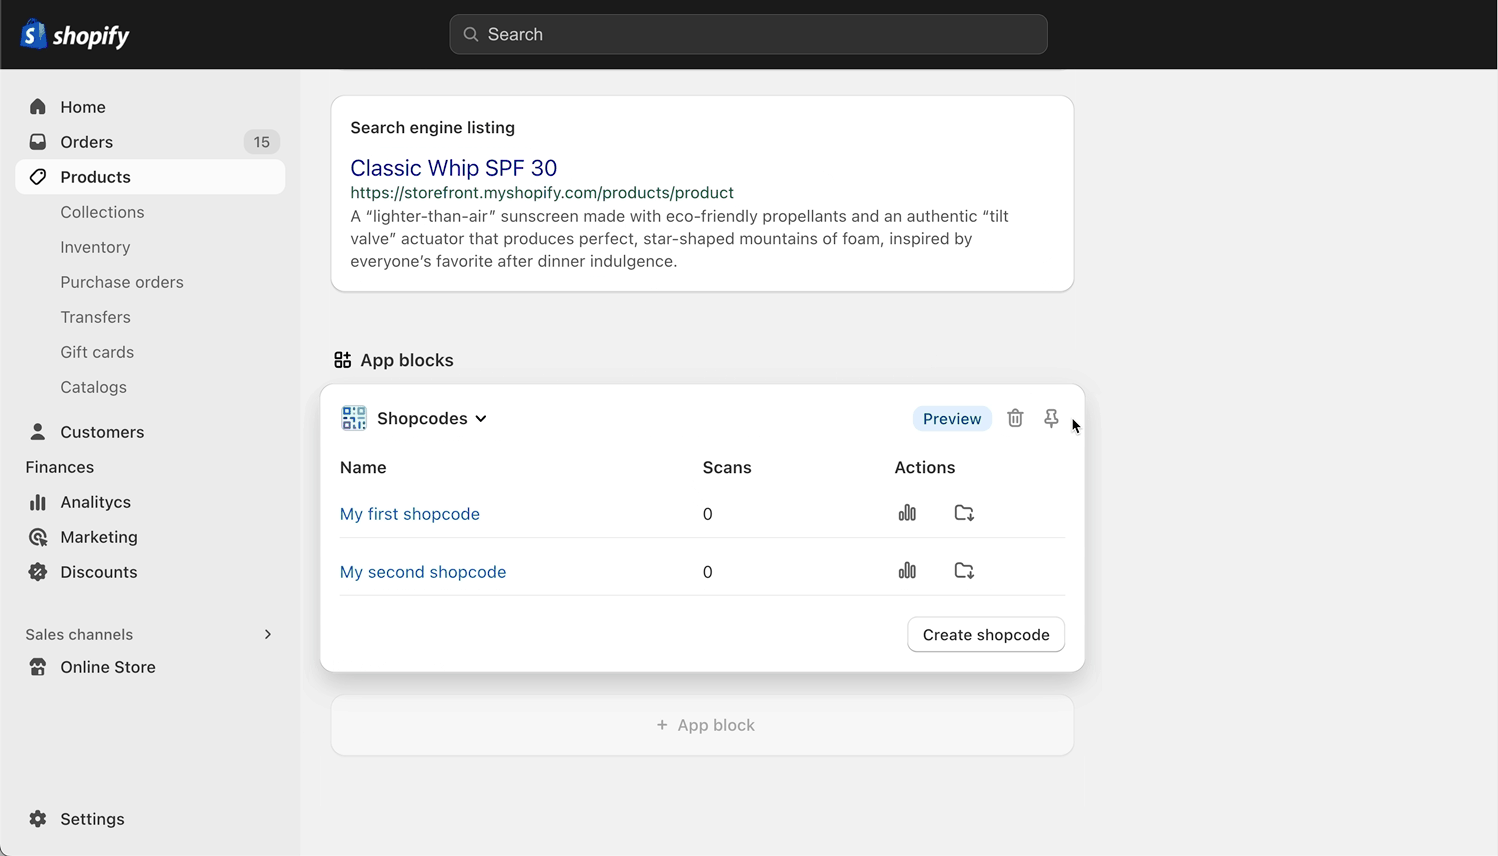 shopify
Search
Home
Orders
15
Products
Collections
Inventory
Purchase orders
Transfers
Gift cards
Catalogs
Customers
Finances
Analitycs
Marketing
Discounts
Sales channels
Online Store
Settings
Search engine listing
Classic Whip SPF 30
https://storefront.myshopify.com/products/product
A “lighter-than-air” sunscreen made with eco-friendly propellants and an authentic “tilt
valve” actuator that produces perfect, star-shaped mountains of foam, inspired by
everyone’s favorite after dinner indulgence.
App blocks
Shopcodes
Preview
Name Scans Actions
My first shopcode 0
My second shopcode 0
Create shopcode
+ App block